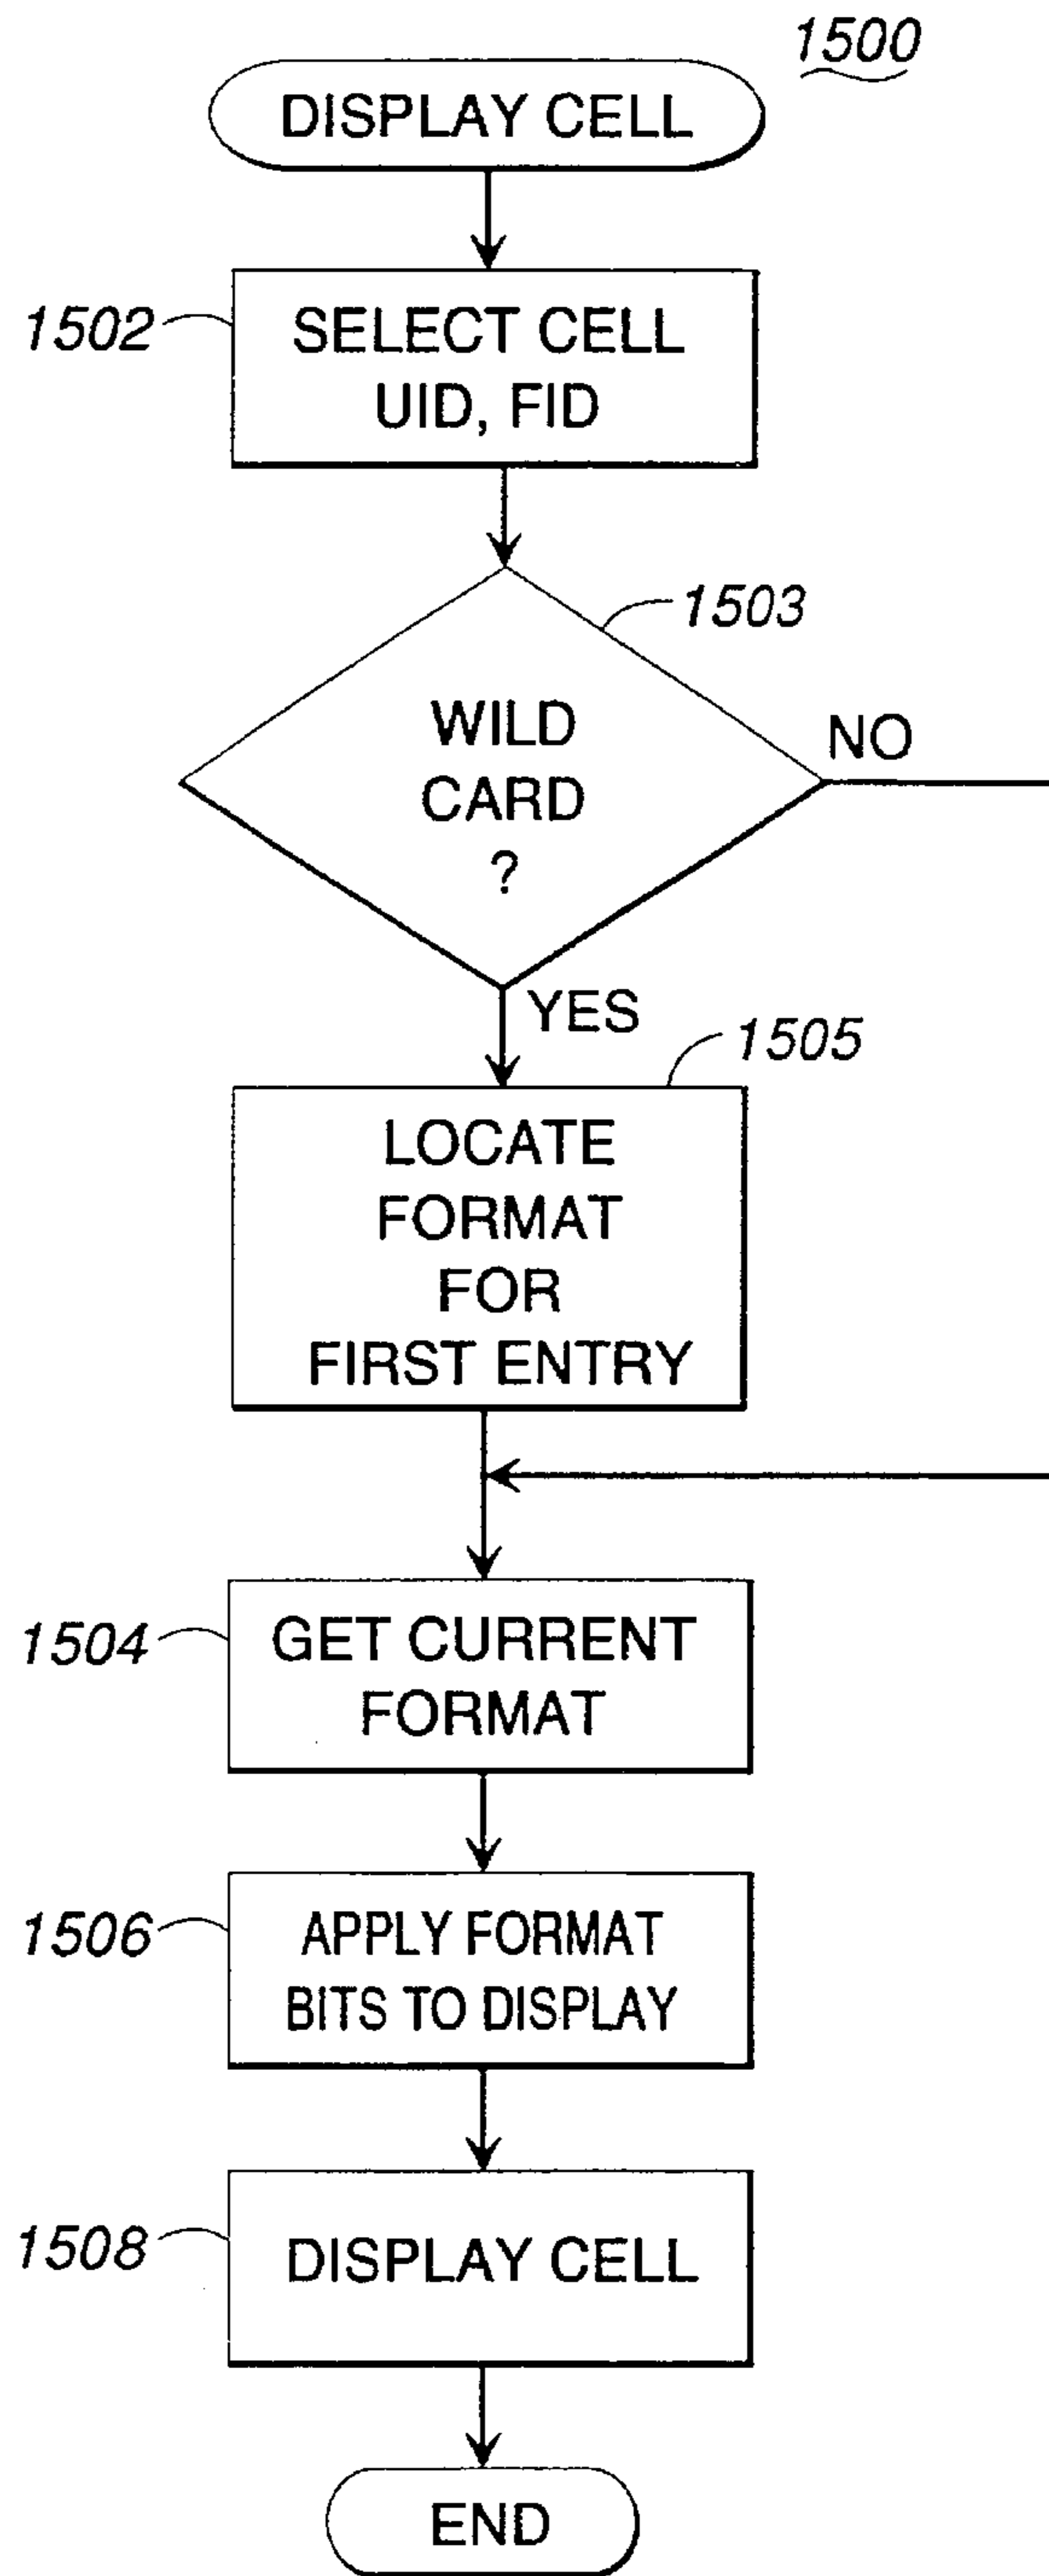 1500
DISPLAY CELL
1502
SELECT CELL
UID, FID
1503
WILD
CARD
?
NO
YES
1505
LOCATE
FORMAT
FOR
FIRST ENTRY
1504
GET CURRENT
FORMAT
1506
APPLY FORMAT
BITS TO DISPLAY
1508
DISPLAY CELL
END